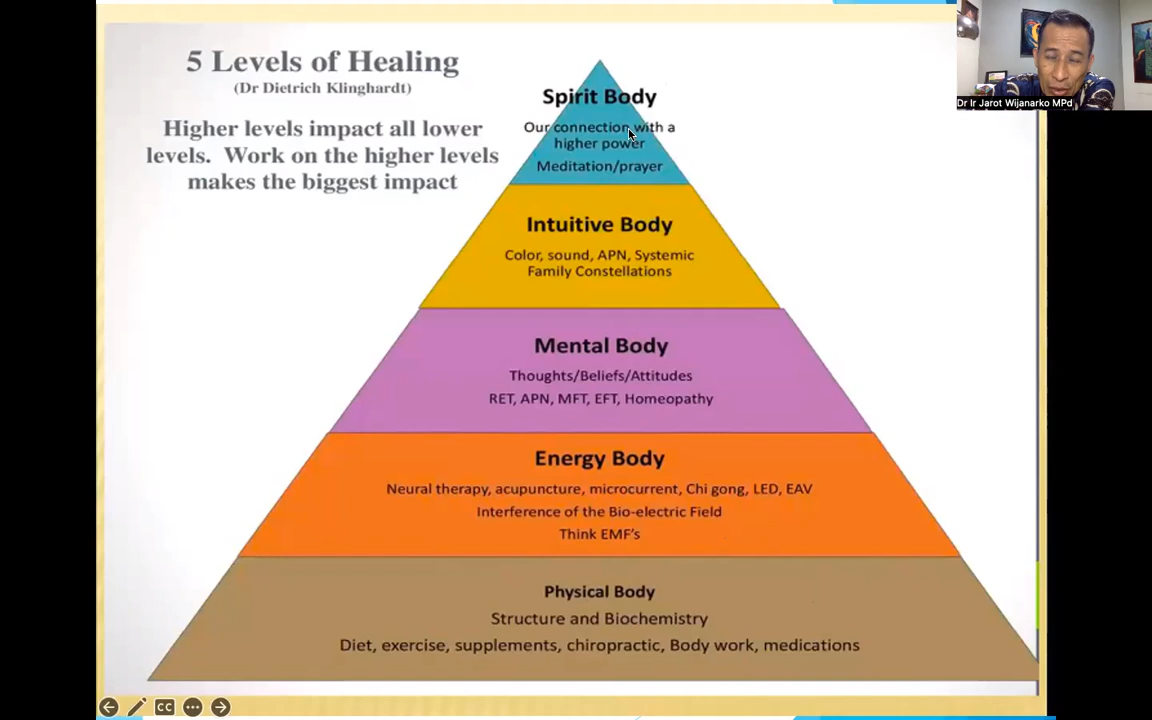 5 Levels of Healing
(Dr Dietrich Klinghardt)
Higher levels impact all lower
levels. Work on the higher levels
makes the biggest impact
Spirit Body
Our connection with a
higher power
Meditation/prayer
Intuitive Body
Color, sound, APN, Systemic
Family Constellations
Mental Body
Thoughts/Beliefs/Attitudes
RET, APN, MFT, EFT, Homeopathy
Energy Body
Neural therapy, acupuncture, microcurrent, Chi gong, LED, EAV
Interference of the Bio-electric Field
Think EMF's
Physical Body
Structure and Biochemistry
Diet, exercise, supplements, chiropractic, Body work, medications
Dr Ir Jarot Wijanarko MPd
CC